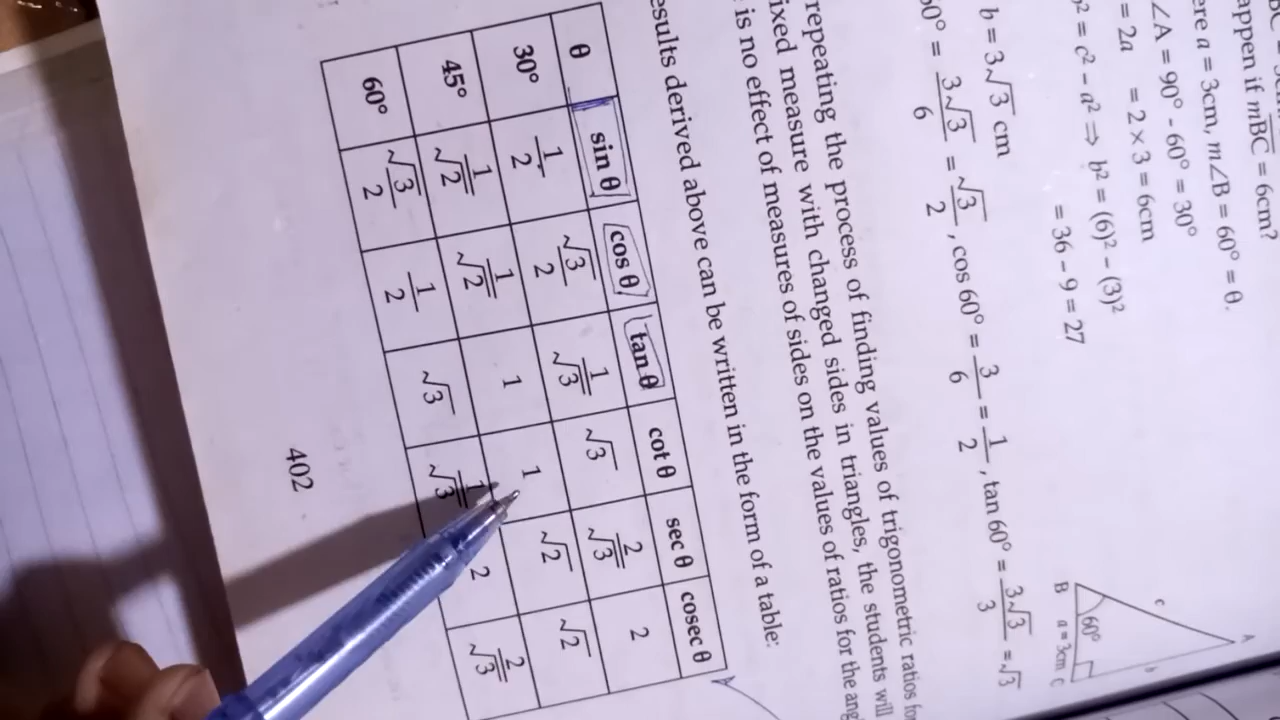 appen if mBC = 6cm?
ere a = 3cm, m∠B = 60° = θ.
∠A = 90° - 60° = 30°
= 2a = 2 × 3 = 6cm
b² = c² - a² ⇒ b² = (6)² - (3)²
= 36 - 9 = 27
b = 3√3 cm
60° = 3√3/6 = √3/2, cos 60° = 3/6 = 1/2, tan 60° = 3√3/3 = √3
A
c
b
B
60°
a = 3cm
C
repeating the process of finding values of trigonometric ratios fo
ixed measure with changed sides in triangles, the students will
is no effect of measures of sides on the values of ratios for the ang
esults derived above can be written in the form of a table:
θ sin θ cos θ tan θ cot θ sec θ cosec θ
30° 1/2 √3/2 1/√3 √3 2/√3 2
45° 1/√2 1/√2 1 1 √2 √2
60° √3/2 1/2 √3 1/√3 2 2/√3
402